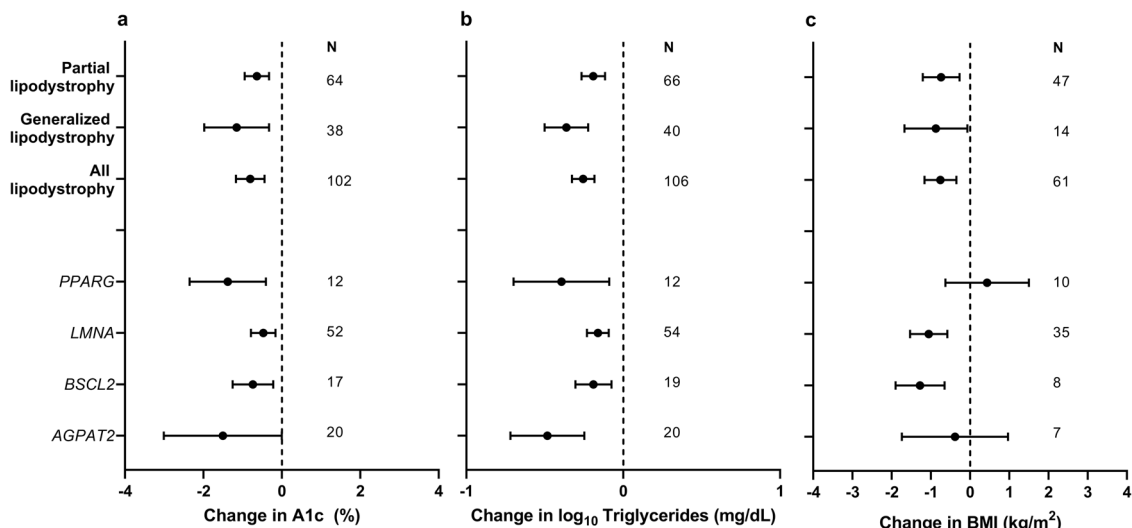 a b c
N N N
Partial
lipodystrophy 64 66 47
Generalized
lipodystrophy 38 40 14
All
lipodystrophy 102 106 61
PPARG 12 12 10
LMNA 52 54 35
BSCL2 17 19 8
AGPAT2 20 20 7
-4 -2 0 2 4 -1 0 1 -4 -3 -2 -1 0 1 2 3 4
Change in A1c (%) Change in log₁₀ Triglycerides (mg/dL) Change in BMI (kg/m²)